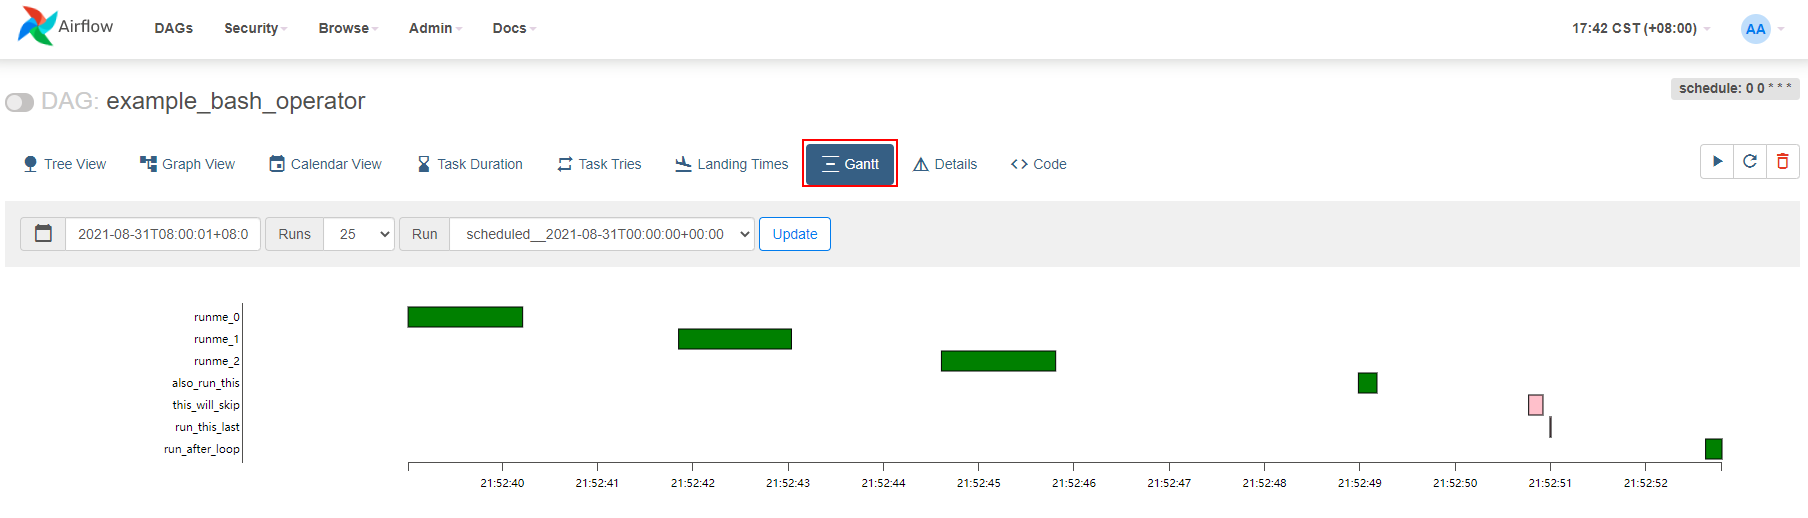 Airflow DAGs Security Browse Admin Docs 17:42 CST (+08:00) AA
DAG: example_bash_operator schedule: 0 0 * * *
Tree View Graph View Calendar View Task Duration Task Tries Landing Times Gantt Details Code
2021-08-31T08:00:01+08:0 Runs 25 Run scheduled__2021-08-31T00:00:00+00:00 Update
runme_0
runme_1
runme_2
also_run_this
this_will_skip
run_this_last
run_after_loop
21:52:40 21:52:41 21:52:42 21:52:43 21:52:44 21:52:45 21:52:46 21:52:47 21:52:48 21:52:49 21:52:50 21:52:51 21:52:52